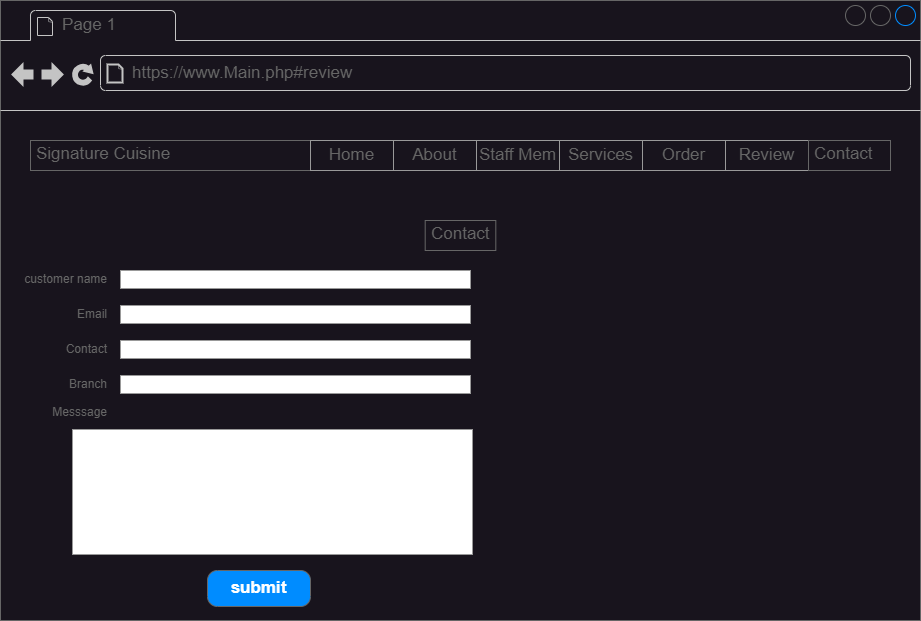 Page 1
https://www.Main.php#review
Signature Cuisine Home About Staff Mem Services Order Review Contact
Contact
customer name
Email
Contact
Branch
Messsage
submit